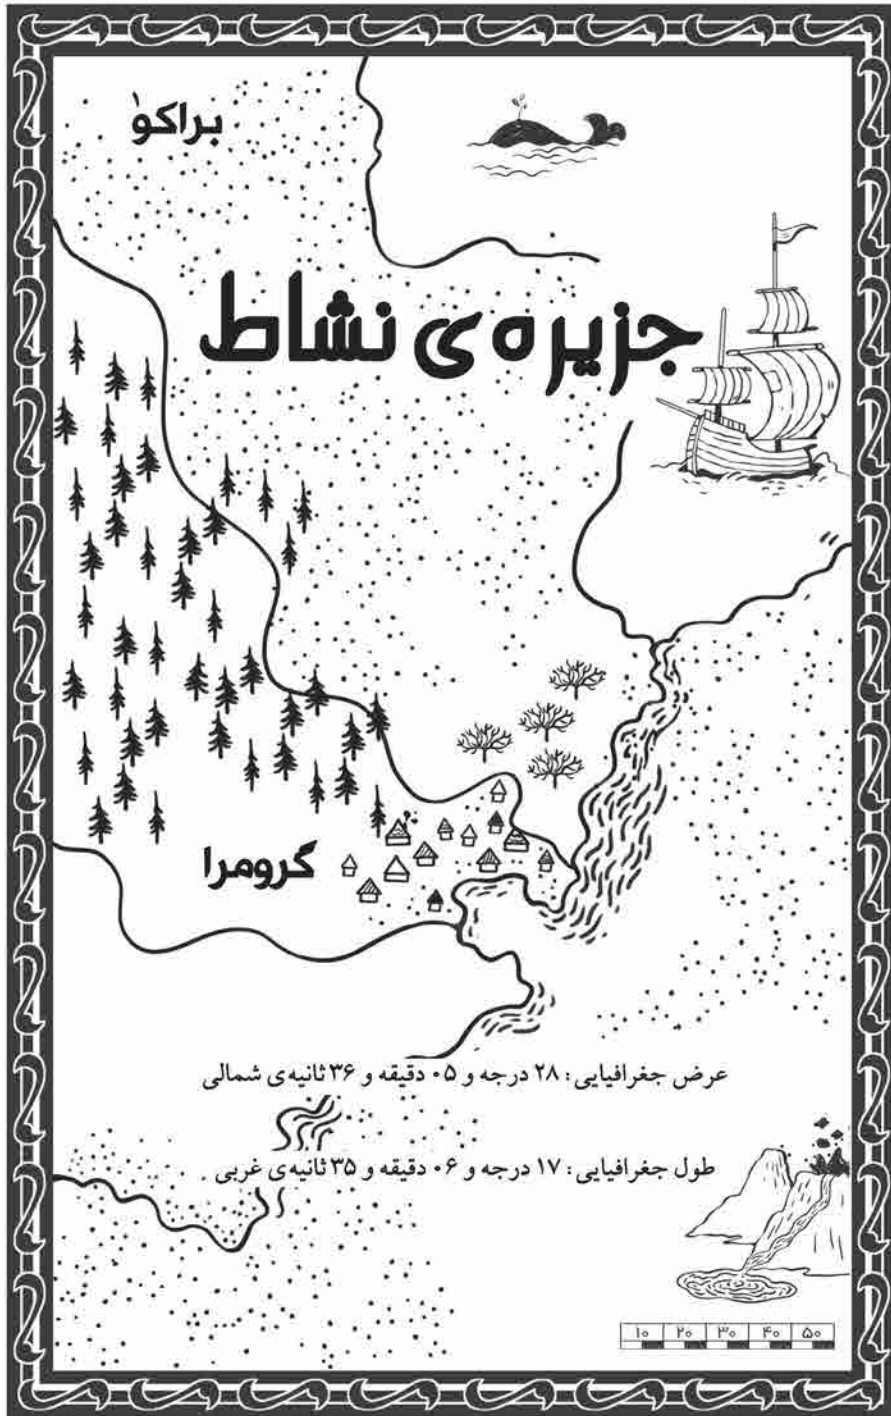 براکو۱
جزیره‌ی نشاط
گرومرا
عرض جغرافیایی: ۲۸ درجه و ۰۵ دقیقه و ۳۶ ثانیه‌ی شمالی
طول جغرافیایی: ۱۷ درجه و ۰۶ دقیقه و ۳۵ ثانیه‌ی غربی
۱۰ ۲۰ ۳۰ ۴۰ ۵۰